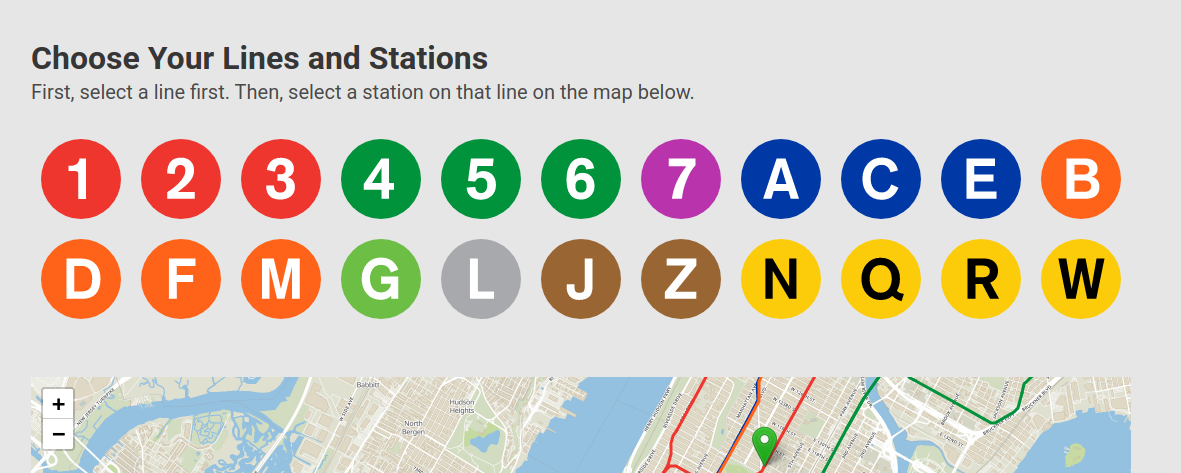 Choose Your Lines and Stations
First, select a line first. Then, select a station on that line on the map below.
1 2 3 4 5 6 7 A C E B
D F M G L J Z N Q R W
+
−
Babbitt
Hudson
Heights
North
Bergen